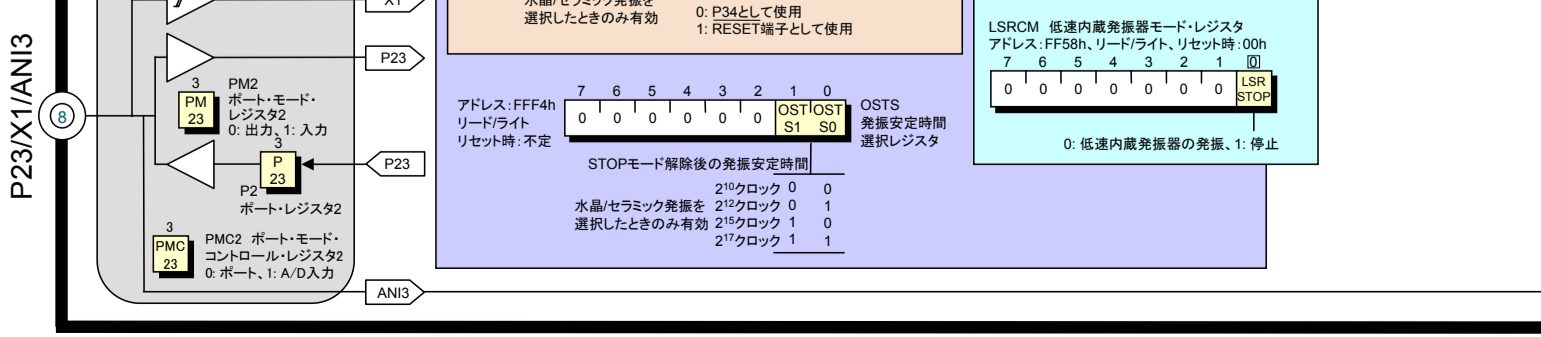 P23/X1/ANI3
8
X1
P23
3
PM
23
PM2
ポート・モード・
レジスタ2
0: 出力、1: 入力
3
P
23
P23
P2
ポート・レジスタ2
3
PMC
23
PMC2 ポート・モード・
コントロール・レジスタ2
0: ポート、1: A/D入力
ANI3
水晶/セラミック発振を
選択したときのみ有効
0: P34として使用
1: RESET端子として使用
アドレス:FFF4h
リード/ライト
リセット時:不定
7 6 5 4 3 2 1 0
0 0 0 0 0 0 OST S1 OST S0
OSTS
発振安定時間
選択レジスタ
STOPモード解除後の発振安定時間
水晶/セラミック発振を
選択したときのみ有効
2¹⁰クロック 0 0
2¹²クロック 0 1
2¹⁵クロック 1 0
2¹⁷クロック 1 1
LSRCM 低速内蔵発振器モード・レジスタ
アドレス:FF58h、リード/ライト、リセット時:00h
7 6 5 4 3 2 1 0
0 0 0 0 0 0 0 LSR STOP
0: 低速内蔵発振器の発振、1: 停止